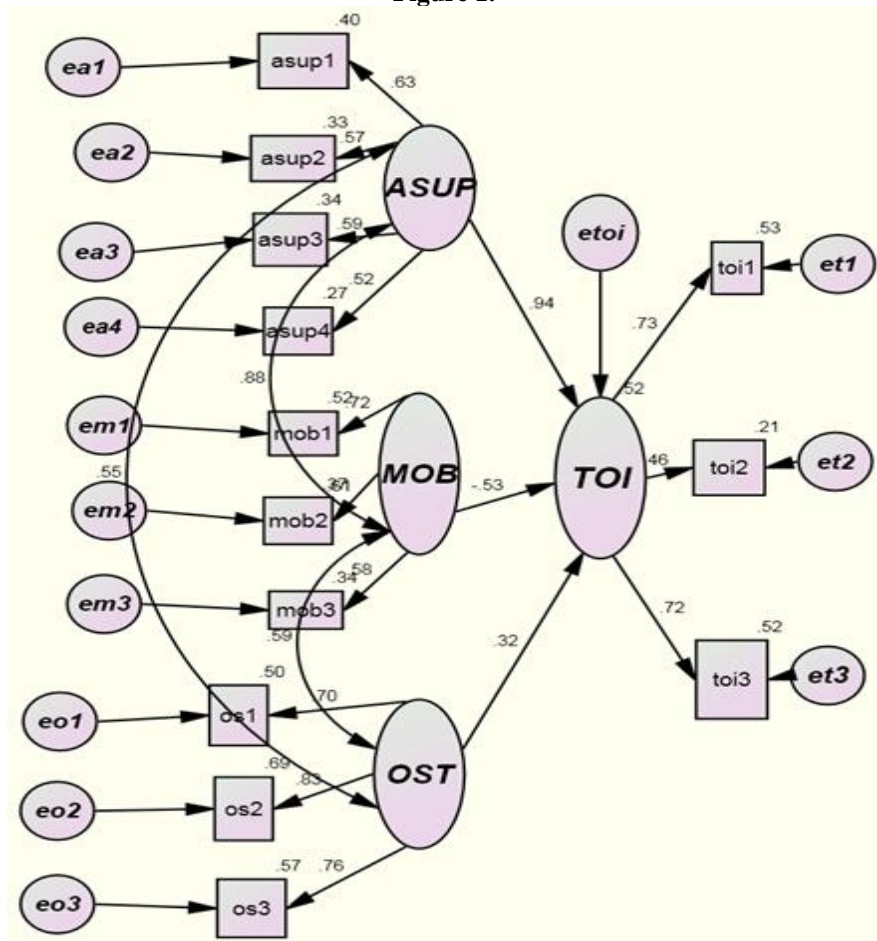 .40
ea1
asup1
.63
.33
ea2
asup2
.57
ASUP
.34
ea3
asup3
.59
etoi
.53
toi1
et1
.27
.52
ea4
asup4
.94
.73
.88
.52
.72
em1
mob1
MOB
.52
TOI
.21
.46
toi2
et2
.55
em2
mob2
.37
.61
-.53
.34
.58
em3
mob3
.59
.72
.52
toi3
et3
.32
.50
.70
eo1
os1
OST
.69
.83
eo2
os2
.57
.76
eo3
os3